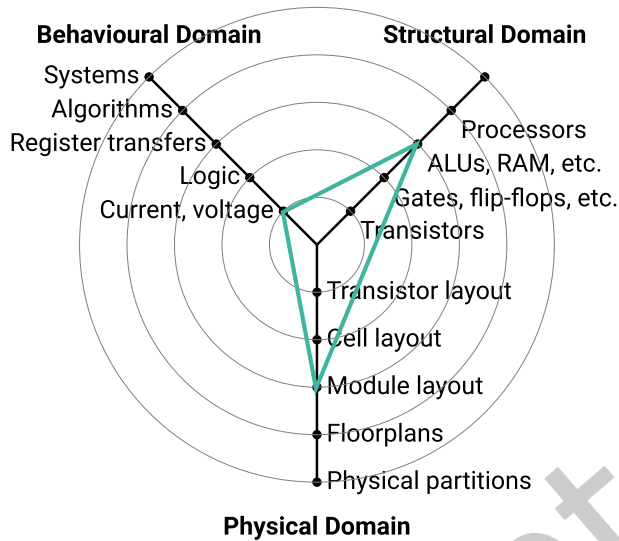 Behavioural Domain
Structural Domain
Systems
Algorithms
Register transfers
Logic
Current, voltage
Processors
ALUs, RAM, etc.
Gates, flip-flops, etc.
Transistors
Transistor layout
Cell layout
Module layout
Floorplans
Physical partitions
Physical Domain